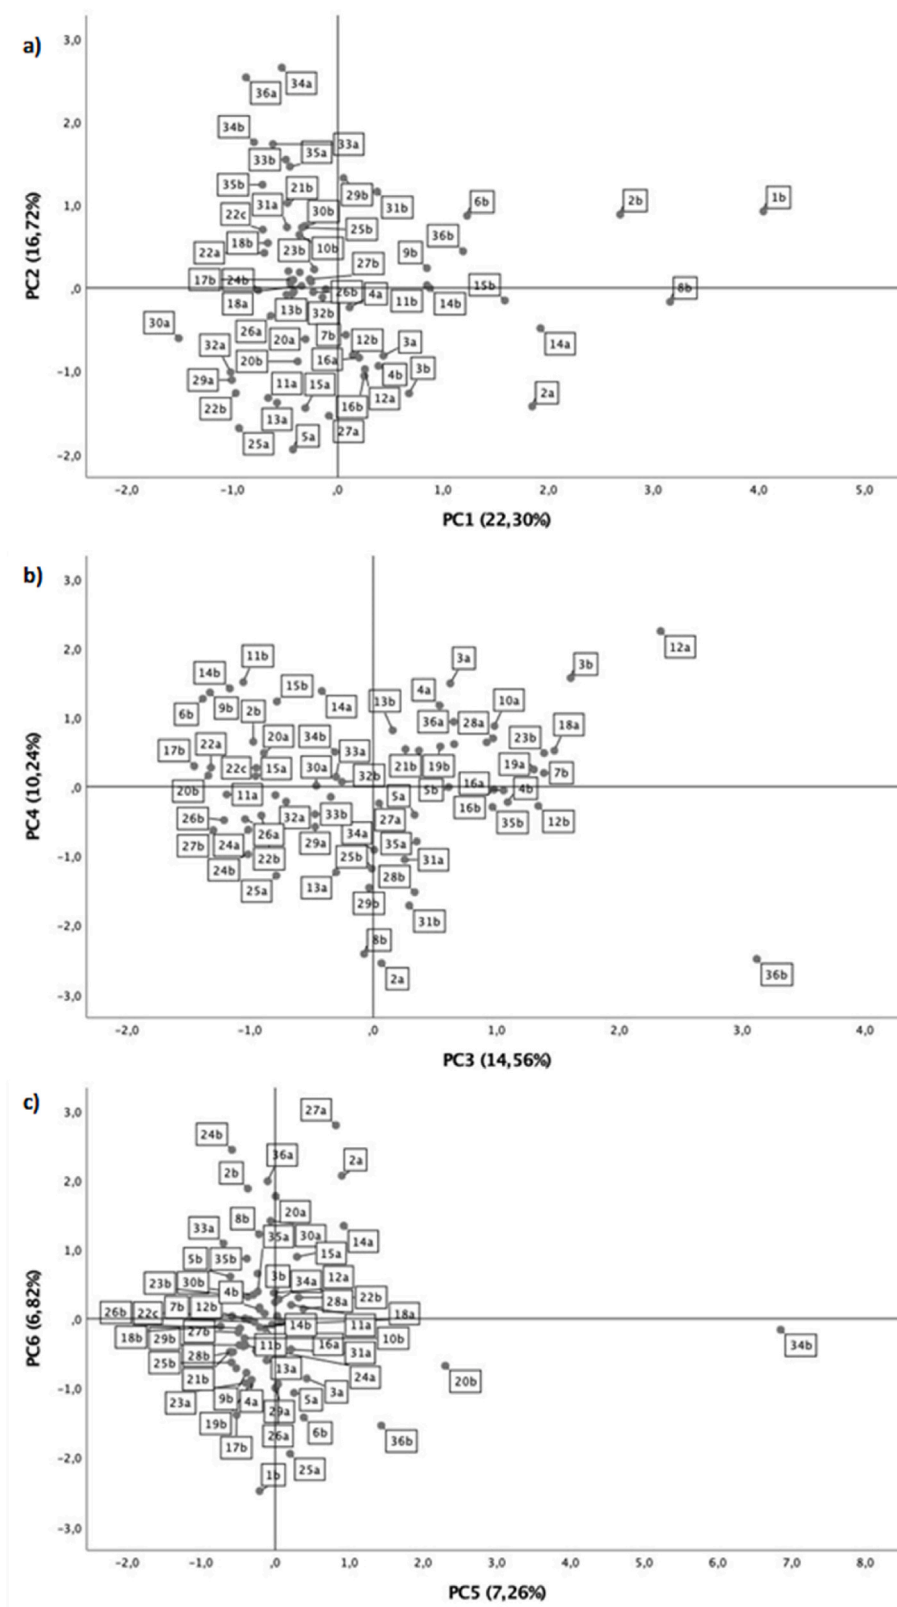 a)
3,0
34a
36a
2,0
34b
33a
33b
35a
35b
21b
29b
1,0
31a
30b
31b
6b
2b
1b
22c
25b
36b
18b
22a
23b
10b
9b
27b
17b
24b
15b
8b
,0
26b
4a
11b
14b
18a
13b
32b
30a
26a
20a
7b
12b
3a
14a
32a
20b
16a
4b
3b
-1,0
29a
11a
15a
2a
22b
16b
12a
13a
27a
25a
5a
-2,0
-2,0 -1,0 ,0 1,0 2,0 3,0 4,0 5,0
PC1 (22,30%)
PC2 (16,72%)
b)
3,0
2,0
12a
11b
3a
3b
14b
15b
4a
6b
9b
2b
14a
13b
10a
1,0
36a
28a
18a
17b
22a
20a
34b
33a
23b
22c
15a
30a
32b
21b
19b
19a
7b
,0
20b
11a
5a
5b
16a
4b
26b
32a
33b
27a
16b
35b
12b
27b
24a
26a
29a
34a
35a
-1,0
24b
22b
25b
31a
25a
13a
28b
29b
31b
-2,0
8b
2a
36b
-3,0
-2,0 -1,0 ,0 1,0 2,0 3,0 4,0
PC3 (14,56%)
PC4 (10,24%)
c)
3,0
27a
24b
36a
2a
2,0
2b
8b
20a
33a
35a
30a
14a
1,0
5b
35b
15a
23b
30b
4b
3b
34a
12a
26b
22c
7b
12b
28a
22b
18a
,0
18b
29b
27b
14b
11a
10b
34b
25b
28b
11b
16a
31a
21b
13a
24a
20b
-1,0
23a
9b
4a
29a
5a
3a
19b
17b
26a
6b
36b
-2,0
1b
25a
-3,0
-2,0 -1,0 ,0 1,0 2,0 3,0 4,0 5,0 6,0 7,0 8,0
PC5 (7,26%)
PC6 (6,82%)